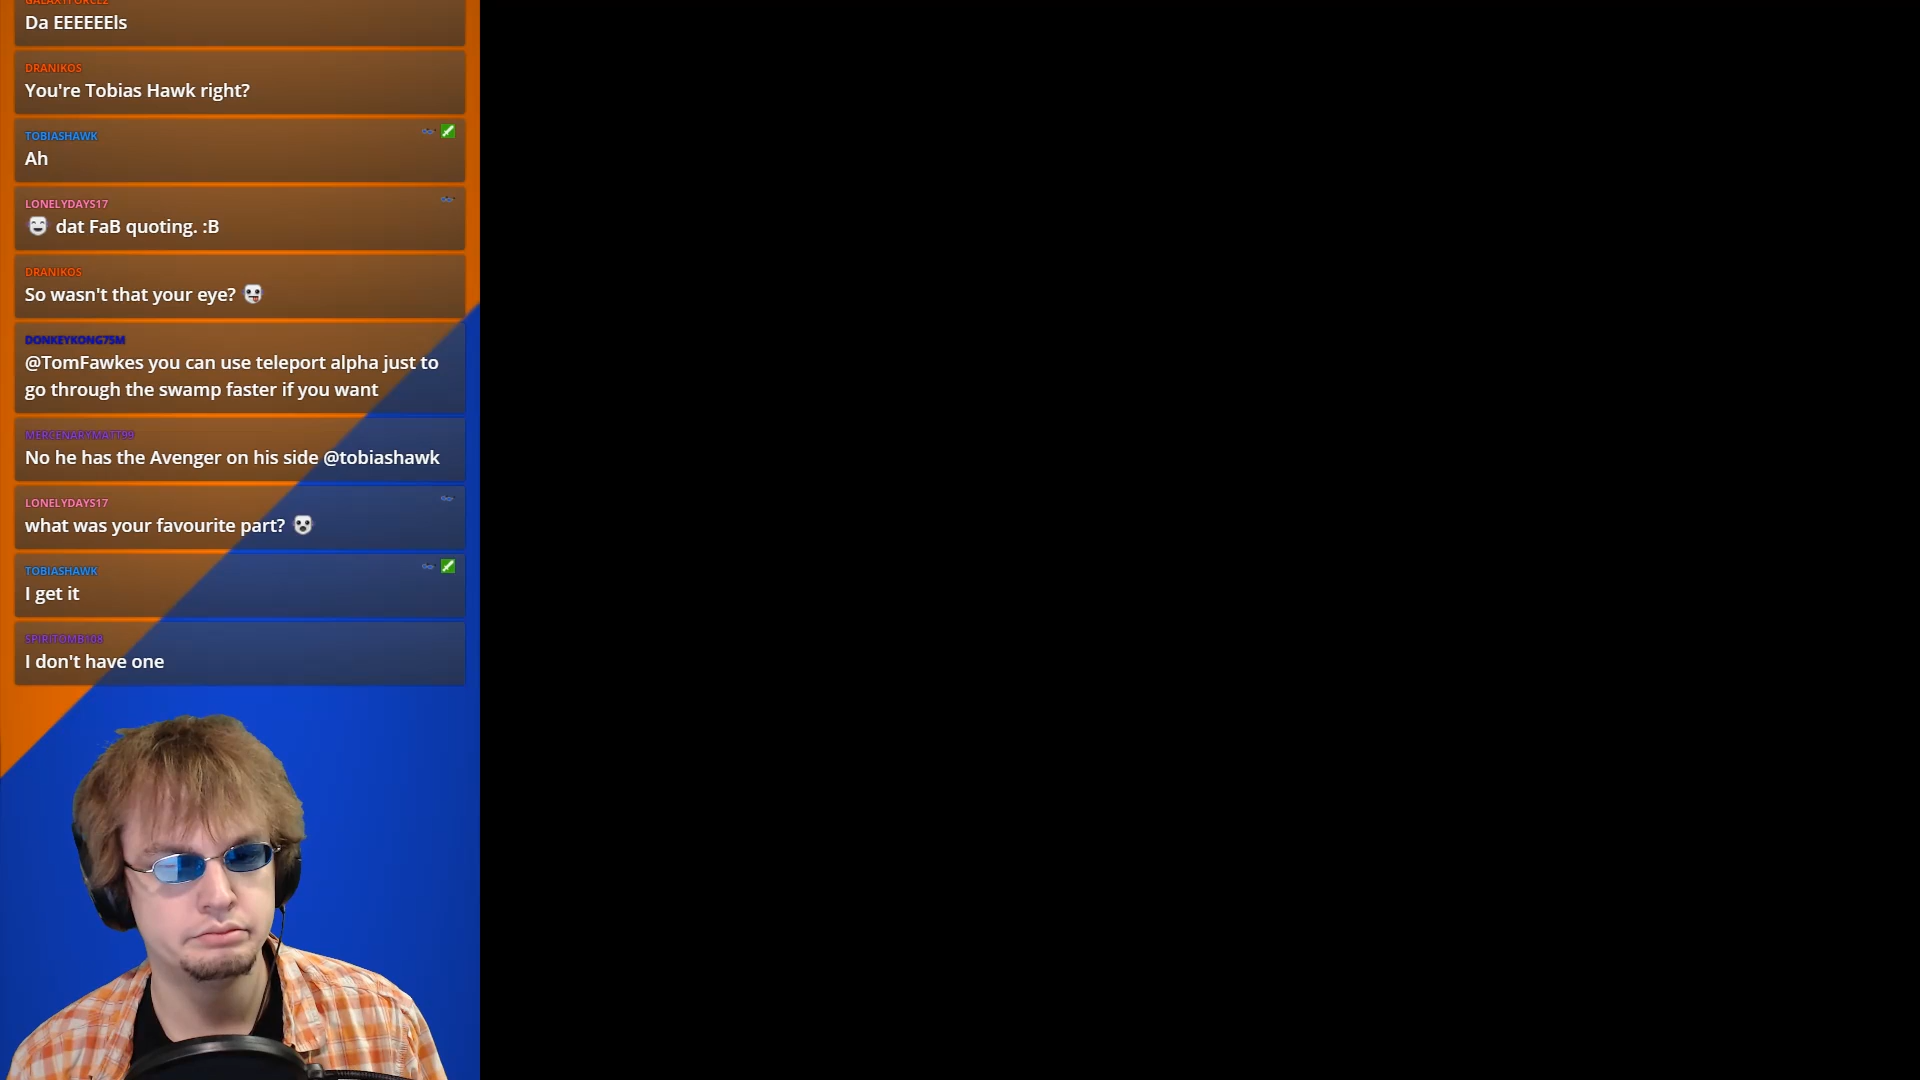 GALAXYFORCE2
Da EEEEEEls
DRANIKOS
You're Tobias Hawk right?
TOBIASHAWK
Ah
LONELYDAYS17
dat FaB quoting. :B
DRANIKOS
So wasn't that your eye?
DONKEYKONG75M
@TomFawkes you can use teleport alpha just to
go through the swamp faster if you want
MERCENARYMATT99
No he has the Avenger on his side @tobiashawk
LONELYDAYS17
what was your favourite part?
TOBIASHAWK
I get it
SPIRITOMB108
I don't have one